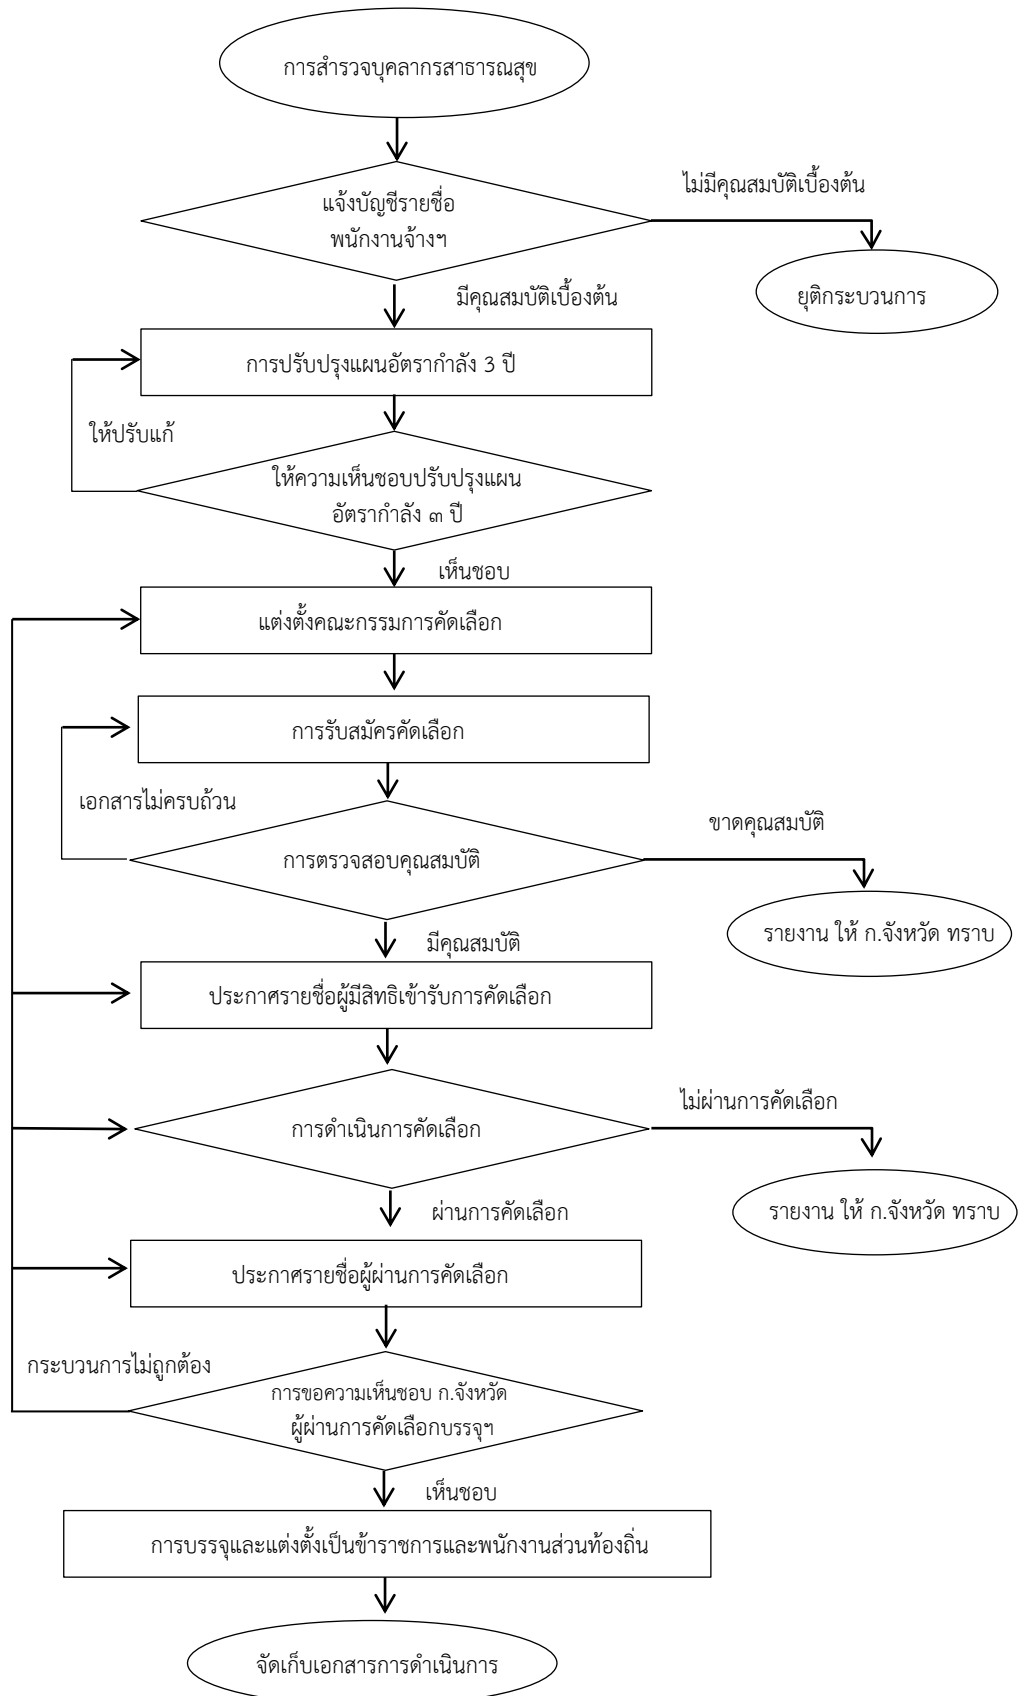 การสำรวจบุคลากรสาธารณสุข
แจ้งบัญชีรายชื่อ
พนักงานจ้างฯ
ไม่มีคุณสมบัติเบื้องต้น
ยุติกระบวนการ
มีคุณสมบัติเบื้องต้น
การปรับปรุงแผนอัตรากำลัง 3 ปี
ให้ปรับแก้
ให้ความเห็นชอบปรับปรุงแผน
อัตรากำลัง ๓ ปี
เห็นชอบ
แต่งตั้งคณะกรรมการคัดเลือก
การรับสมัครคัดเลือก
เอกสารไม่ครบถ้วน
การตรวจสอบคุณสมบัติ
ขาดคุณสมบัติ
รายงาน ให้ ก.จังหวัด ทราบ
มีคุณสมบัติ
ประกาศรายชื่อผู้มีสิทธิเข้ารับการคัดเลือก
การดำเนินการคัดเลือก
ไม่ผ่านการคัดเลือก
รายงาน ให้ ก.จังหวัด ทราบ
ผ่านการคัดเลือก
ประกาศรายชื่อผู้ผ่านการคัดเลือก
กระบวนการไม่ถูกต้อง
การขอความเห็นชอบ ก.จังหวัด
ผู้ผ่านการคัดเลือกบรรจุฯ
เห็นชอบ
การบรรจุและแต่งตั้งเป็นข้าราชการและพนักงานส่วนท้องถิ่น
จัดเก็บเอกสารการดำเนินการ